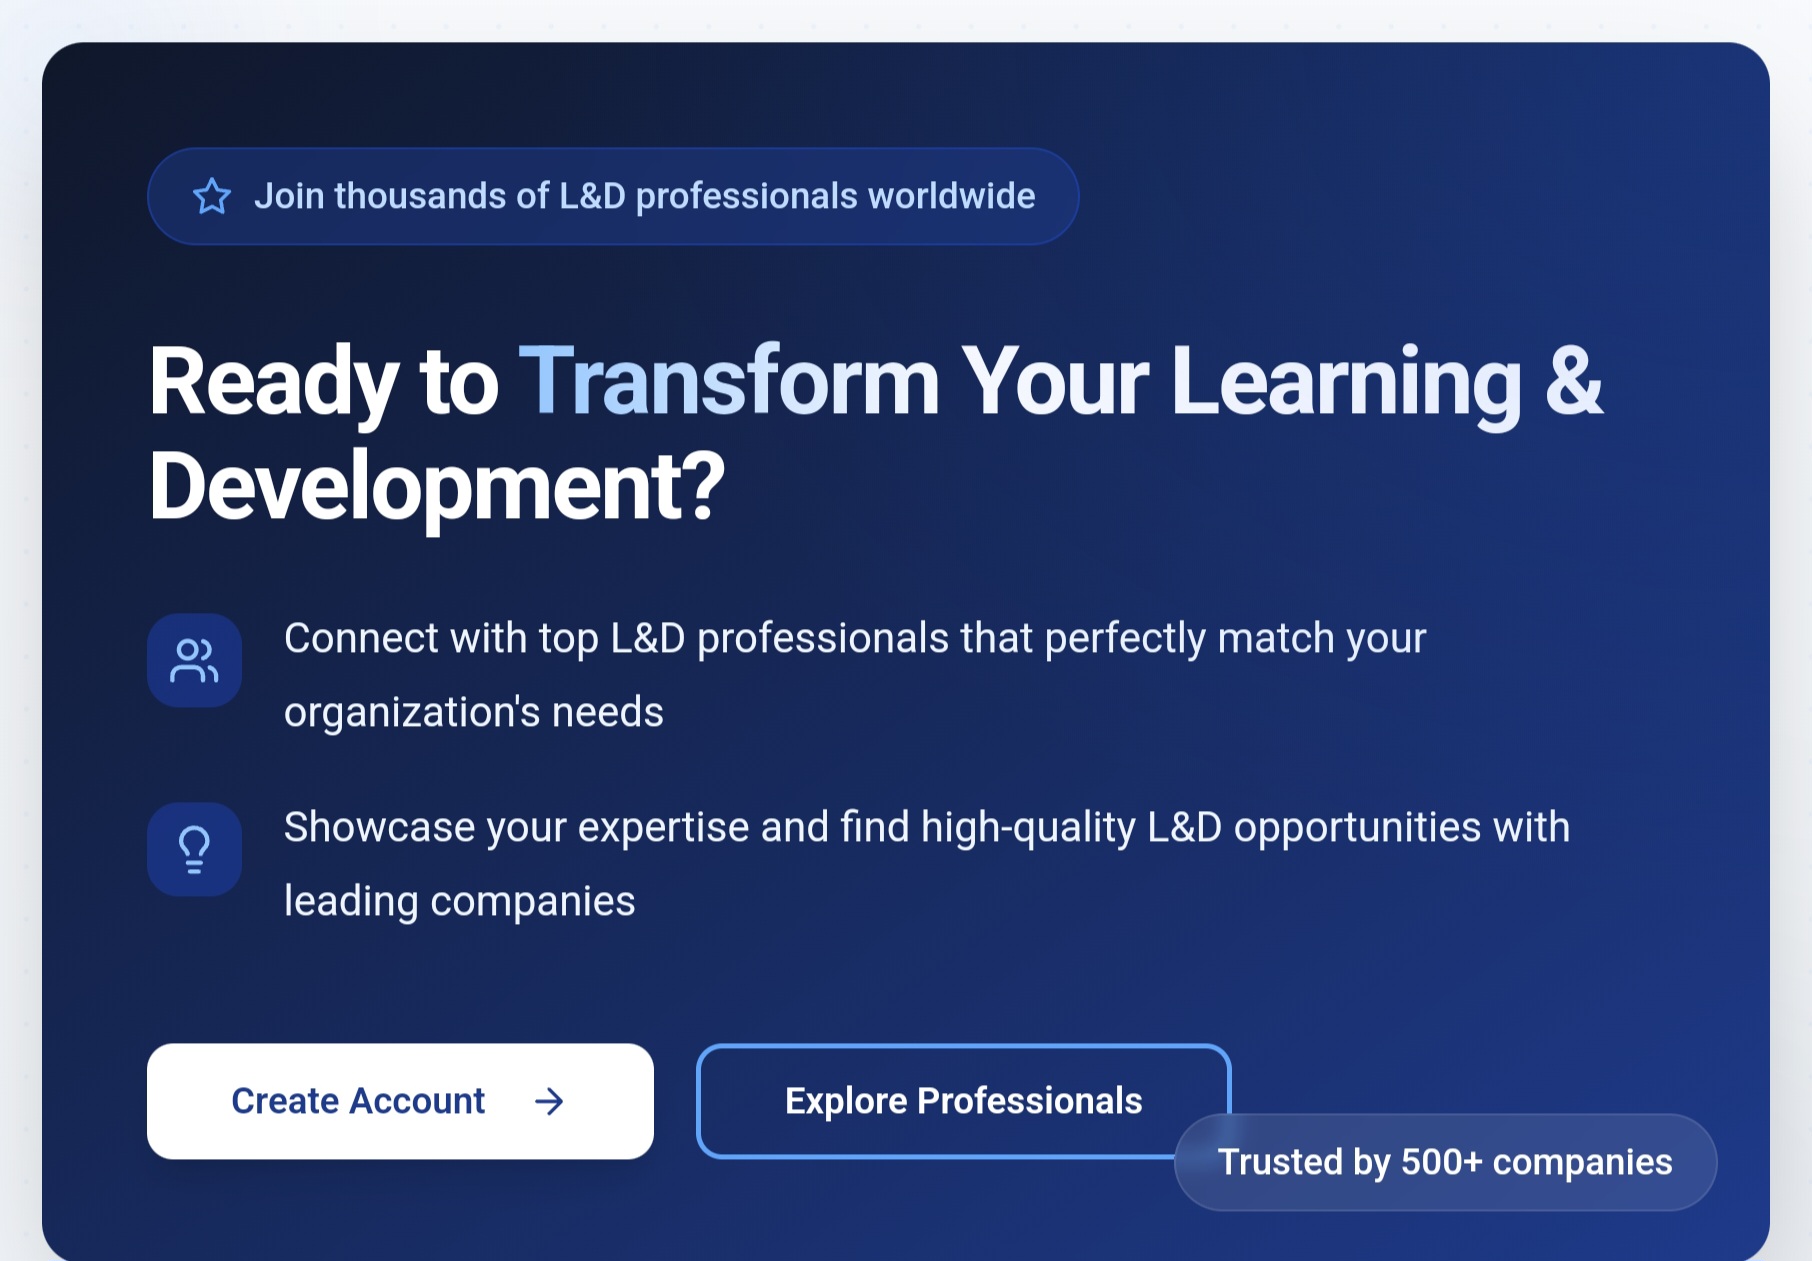 Join thousands of L&D professionals worldwide
Ready to Transform Your Learning &
Development?
Connect with top L&D professionals that perfectly match your
organization's needs
Showcase your expertise and find high-quality L&D opportunities with
leading companies
Create Account
Explore Professionals
Trusted by 500+ companies